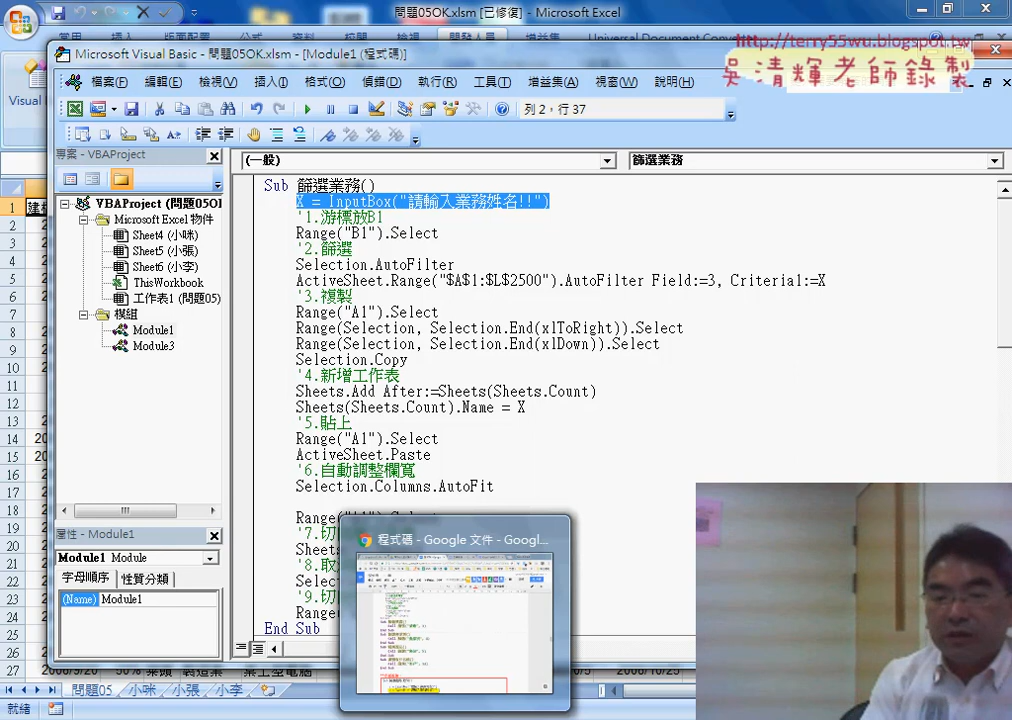 問題05OK.xlsm [已修復] - Microsoft Excel
http://terry55wu.blogspot.tw
吳清輝老師錄製
Microsoft Visual Basic - 問題05OK.xlsm - [Module1 (程式碼)]
檔案(F) 編輯(E) 檢視(V) 插入(I) 格式(O) 偵錯(D) 執行(R) 工具(T) 增益集(A) 視窗(W) 說明(H)
列 2，行 37
專案 - VBAProject
(一般) 篩選業務
VBAProject (問題05O
Microsoft Excel 物件
Sheet4 (小咪)
Sheet5 (小張)
Sheet6 (小李)
ThisWorkbook
工作表1 (問題05)
模組
Module1
Module3
屬性 - Module1
Module1 Module
字母順序 性質分類
(Name) Module1
Sub 篩選業務()
X = InputBox("請輸入業務姓名!!")
'1.游標放B1
Range("B1").Select
'2.篩選
Selection.AutoFilter
ActiveSheet.Range("$A$1:$L$2500").AutoFilter Field:=3, Criteria1:=X
'3.複製
Range("A1").Select
Range(Selection, Selection.End(xlToRight)).Select
Range(Selection, Selection.End(xlDown)).Select
Selection.Copy
'4.新增工作表
Sheets.Add After:=Sheets(Sheets.Count)
Sheets(Sheets.Count).Name = X
'5.貼上
Range("A1").Select
ActiveSheet.Paste
'6.自動調整欄寬
Selection.Columns.AutoFit
'7.切
Sheets
'8.取
Selec
'9.切
Range
End Sub
程式碼 - Google 文件 - Googl...
問題05 小咪 小張 小李
就緒